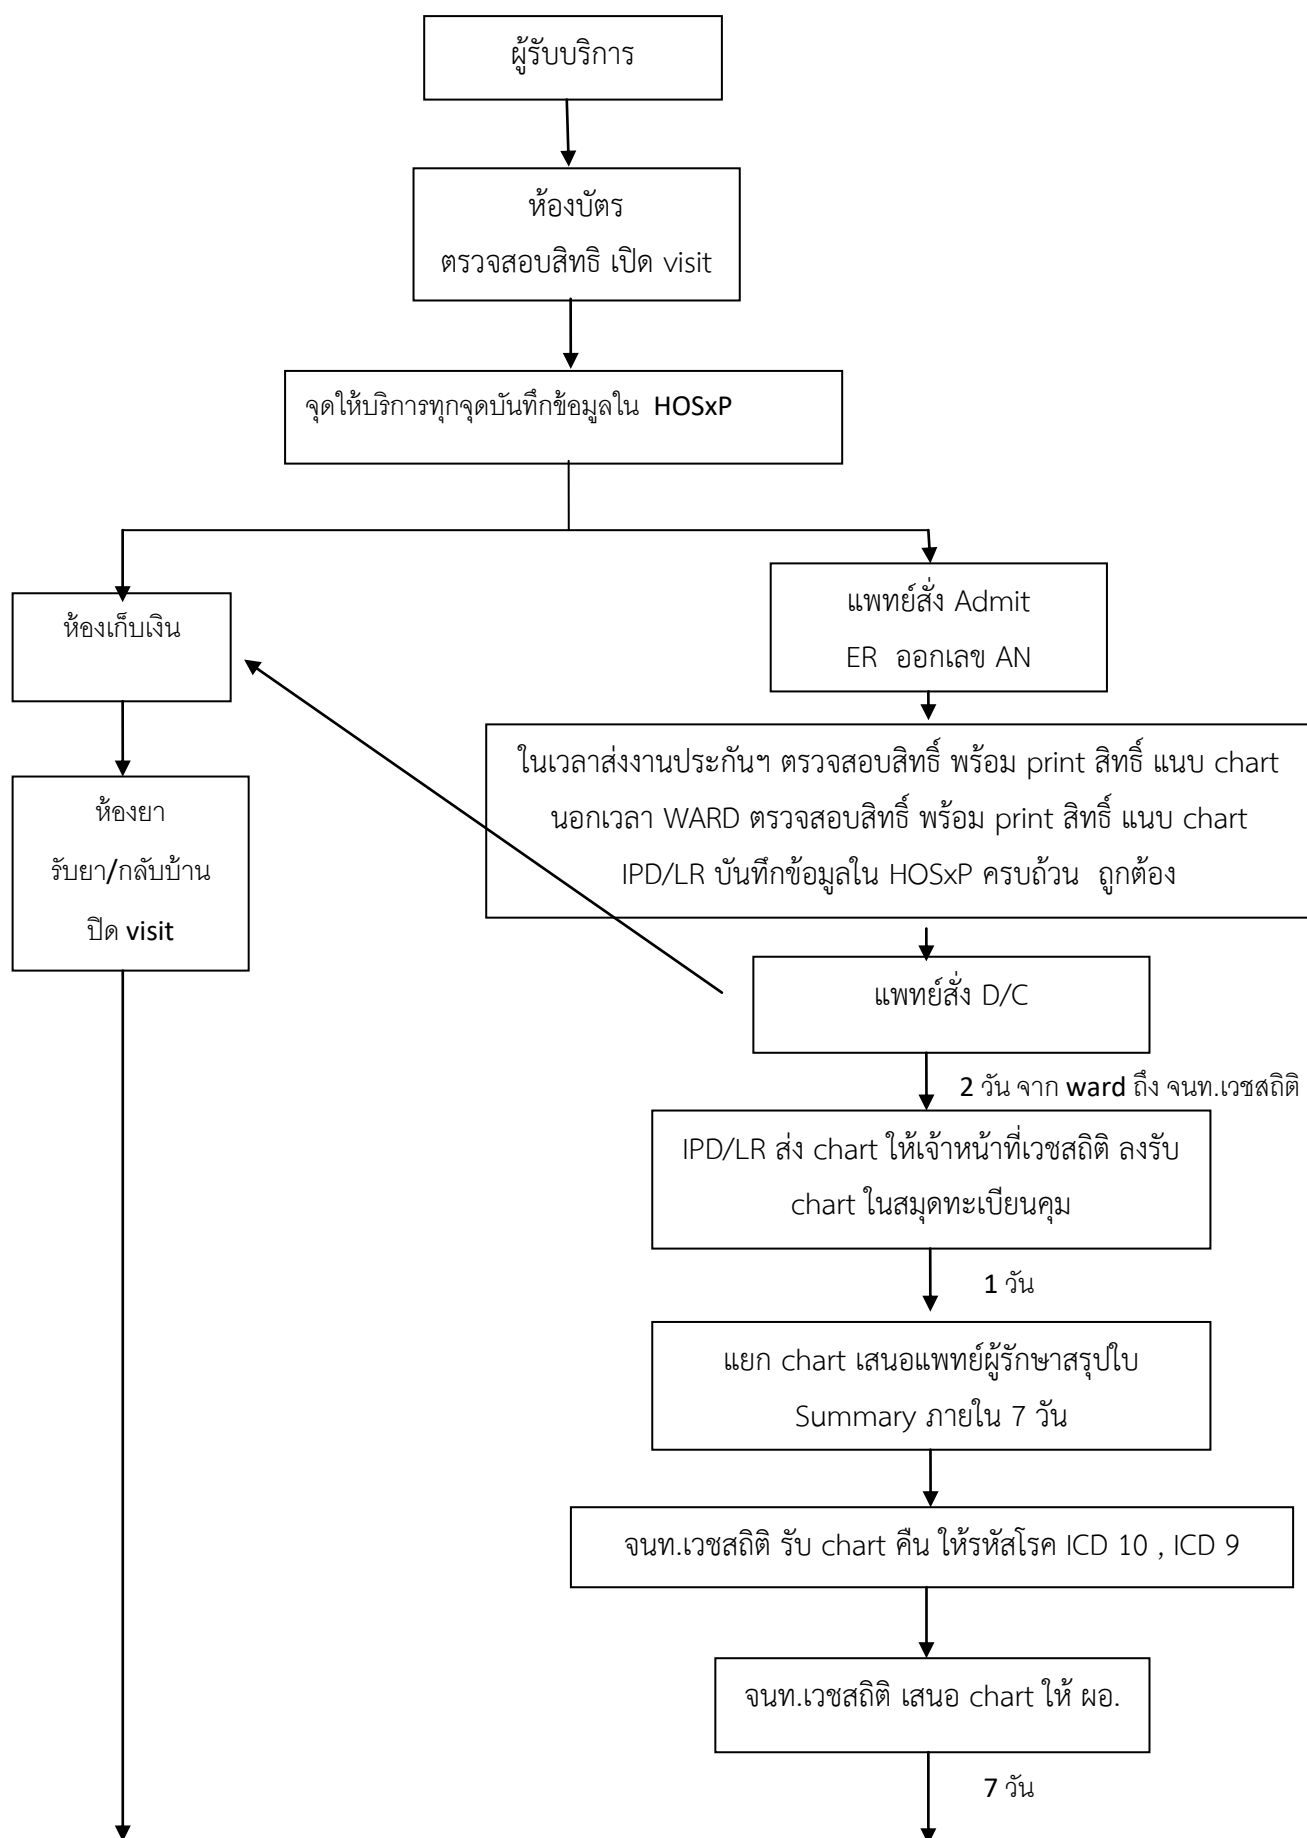 ผู้รับบริการ
ห้องบัตร
ตรวจสอบสิทธิ เปิด visit
จุดให้บริการทุกจุดบันทึกข้อมูลใน HOSxP
ห้องเก็บเงิน
ห้องยา
รับยา/กลับบ้าน
ปิด visit
แพทย์สั่ง Admit
ER ออกเลข AN
ในเวลาส่งงานประกันฯ ตรวจสอบสิทธิ์ พร้อม print สิทธิ์ แนบ chart
นอกเวลา WARD ตรวจสอบสิทธิ์ พร้อม print สิทธิ์ แนบ chart
IPD/LR บันทึกข้อมูลใน HOSxP ครบถ้วน ถูกต้อง
แพทย์สั่ง D/C
2 วัน จาก ward ถึง จนท.เวชสถิติ
IPD/LR ส่ง chart ให้เจ้าหน้าที่เวชสถิติ ลงรับ
chart ในสมุดทะเบียนคุม
1 วัน
แยก chart เสนอแพทย์ผู้รักษาสรุปใบ
Summary ภายใน 7 วัน
จนท.เวชสถิติ รับ chart คืน ให้รหัสโรค ICD 10 , ICD 9
จนท.เวชสถิติ เสนอ chart ให้ ผอ.
7 วัน